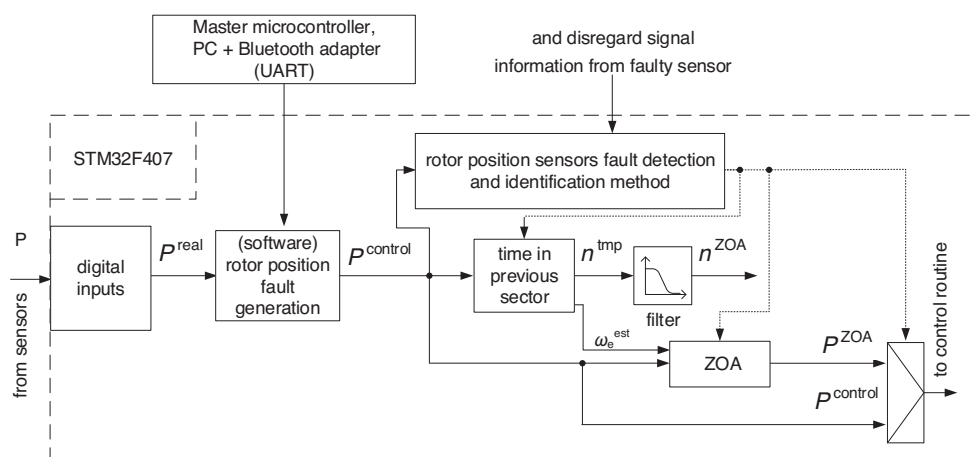 Master microcontroller,
PC + Bluetooth adapter
(UART)
and disregard signal
information from faulty sensor
STM32F407
rotor position sensors fault detection
and identification method
P
from sensors
digital
inputs
P^real
(software)
rotor position
fault
generation
P^control
time in
previous
sector
n^tmp
filter
n^ZOA
ω_e^est
ZOA
P^ZOA
P^control
to control routine